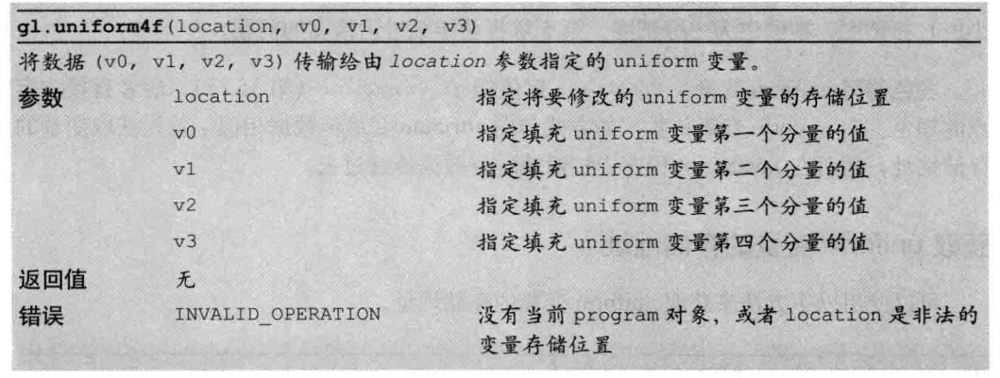 gl.uniform4f(location, v0, v1, v2, v3)
将数据 (v0, v1, v2, v3) 传输给由 location 参数指定的 uniform 变量。
参数 location 指定将要修改的 uniform 变量的存储位置
v0 指定填充 uniform 变量第一个分量的值
v1 指定填充 uniform 变量第二个分量的值
v2 指定填充 uniform 变量第三个分量的值
v3 指定填充 uniform 变量第四个分量的值
返回值 无
错误 INVALID_OPERATION 没有当前 program 对象，或者 location 是非法的
变量存储位置